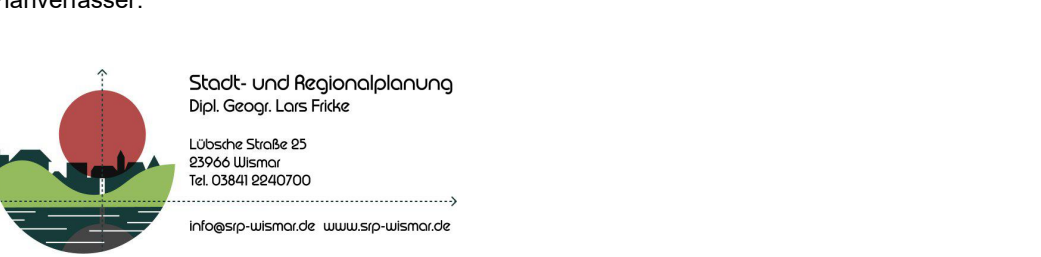 Planverfasser:
Stadt- und Regionalplanung
Dipl. Geogr. Lars Fricke
Lübsche Straße 25
23966 Wismar
Tel. 03841 2240700
info@srp-wismar.de www.srp-wismar.de